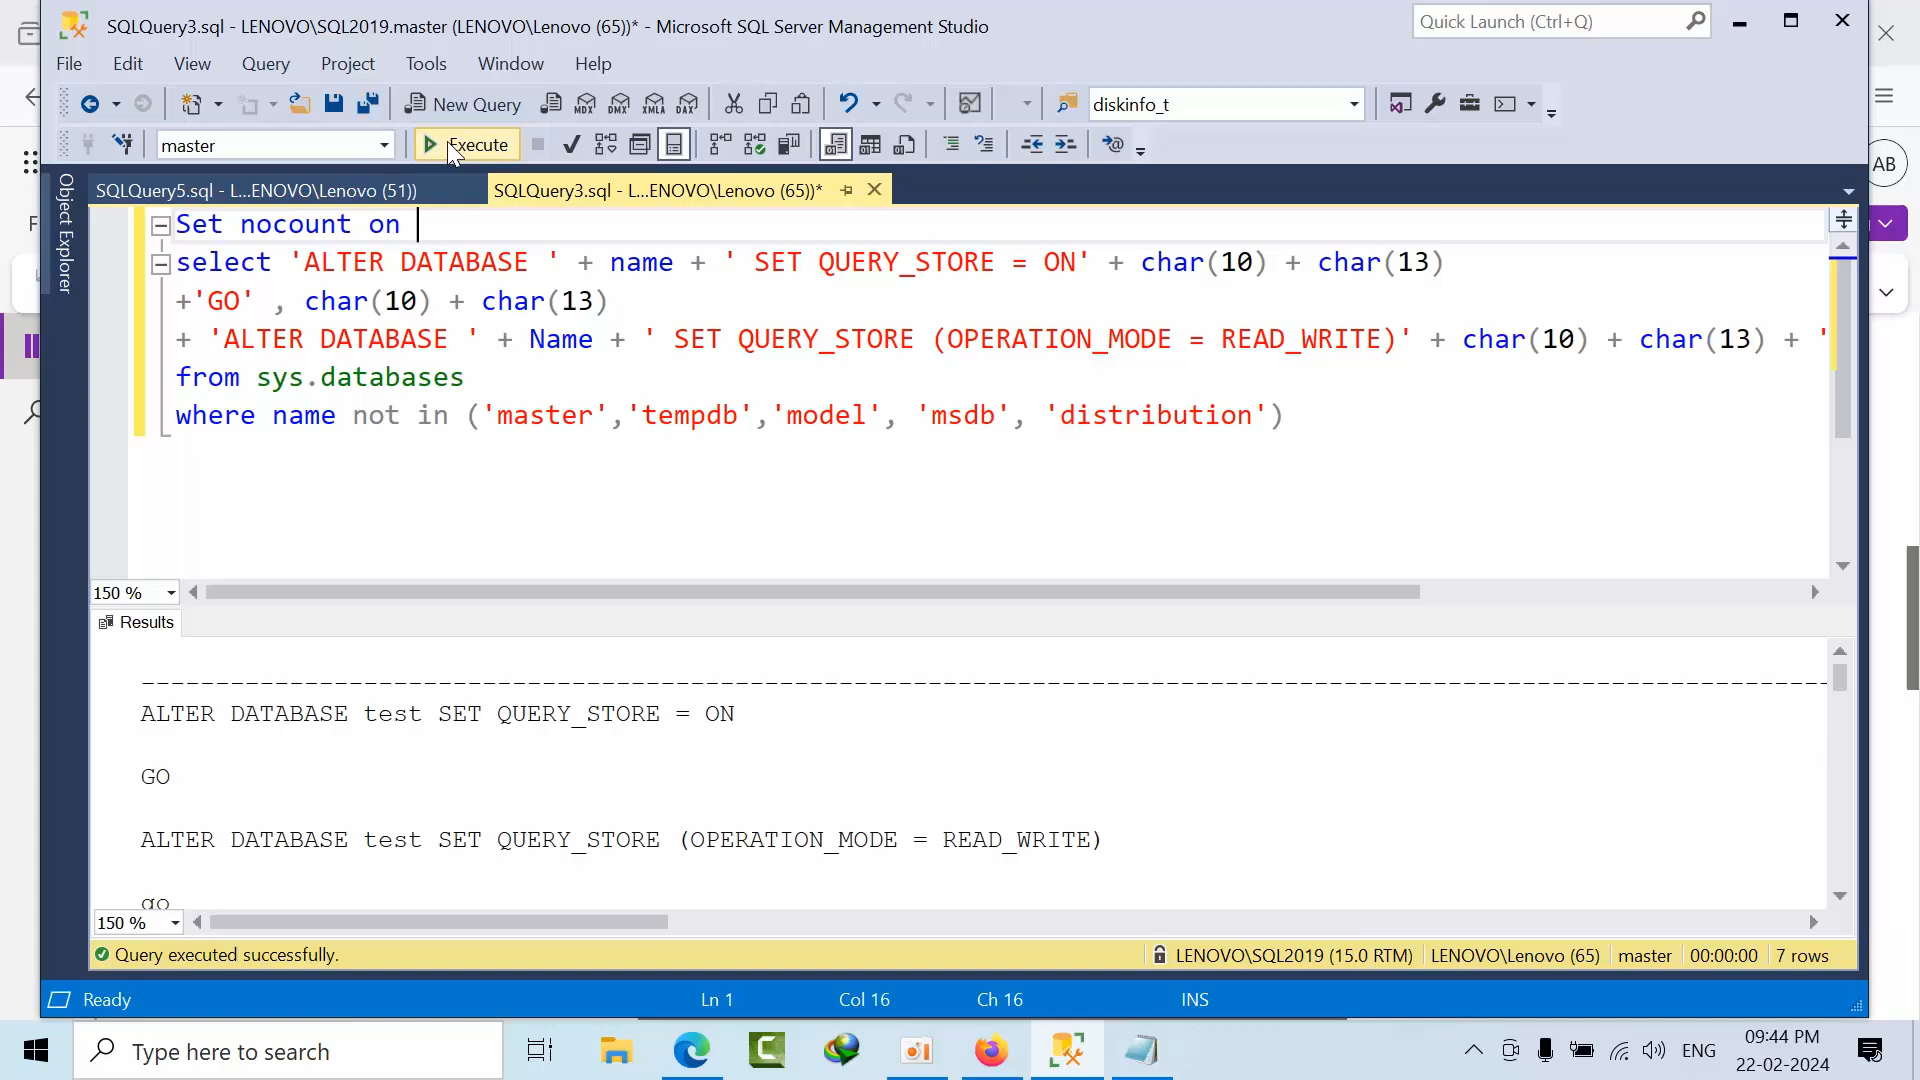 SQLQuery3.sql - LENOVO\SQL2019.master (LENOVO\Lenovo (65))* - Microsoft SQL Server Management Studio
Quick Launch (Ctrl+Q)
File Edit View Query Project Tools Window Help
New Query
MDX
DMX
XMLA
DAX
diskinfo_t
master
Execute
AB
SQLQuery5.sql - L...ENOVO\Lenovo (51))
SQLQuery3.sql - L...ENOVO\Lenovo (65))*
Object Explorer
F
Set nocount on
select 'ALTER DATABASE ' + name + ' SET QUERY_STORE = ON' + char(10) + char(13)
+'GO' , char(10) + char(13)
+ 'ALTER DATABASE ' + Name + ' SET QUERY_STORE (OPERATION_MODE = READ_WRITE)' + char(10) + char(13) + '
from sys.databases
where name not in ('master','tempdb','model', 'msdb', 'distribution')
150 %
Results
--------------------------------------------------------------------------------------------------------------------
ALTER DATABASE test SET QUERY_STORE = ON
GO
ALTER DATABASE test SET QUERY_STORE (OPERATION_MODE = READ_WRITE)
go
150 %
Query executed successfully.
LENOVO\SQL2019 (15.0 RTM) LENOVO\Lenovo (65) master 00:00:00 7 rows
Ready Ln 1 Col 16 Ch 16 INS
Type here to search
ENG
09:44 PM
22-02-2024